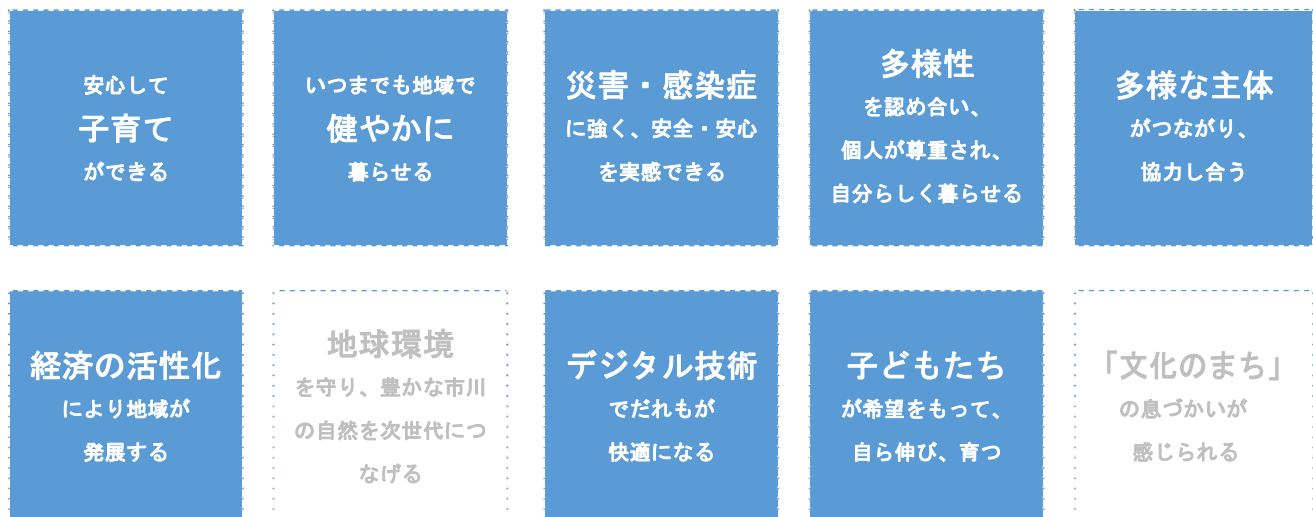 安心して
子育て
ができる
いつまでも地域で
健やかに
暮らせる
災害・感染症
に強く、安全・安心
を実感できる
多様性
を認め合い、
個人が尊重され、
自分らしく暮らせる
多様な主体
がつながり、
協力し合う
経済の活性化
により地域が
発展する
地球環境
を守り、豊かな市川
の自然を次世代につ
なげる
デジタル技術
でだれもが
快適になる
子どもたち
が希望をもって、
自ら伸び、育つ
「文化のまち」
の息づかいが
感じられる